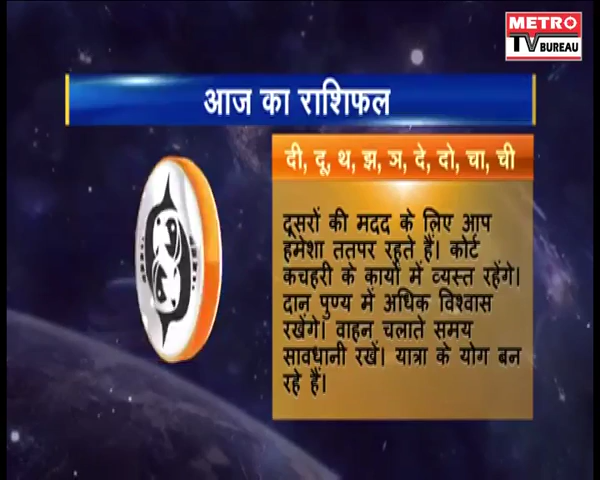 METRO
TV BUREAU
आज का राशिफल
दी, दू, थ, झ, ञ, दे, दो, चा, ची
दूसरों की मदद के लिए आप
हमेशा ततपर रहते हैं। कोर्ट
कचहरी के कार्यो में व्यस्त रहेंगे।
दान पुण्य में अधिक विश्वास
रखेंगे। वाहन चलाते समय
सावधानी रखें। यात्रा के योग बन
रहे हैं।